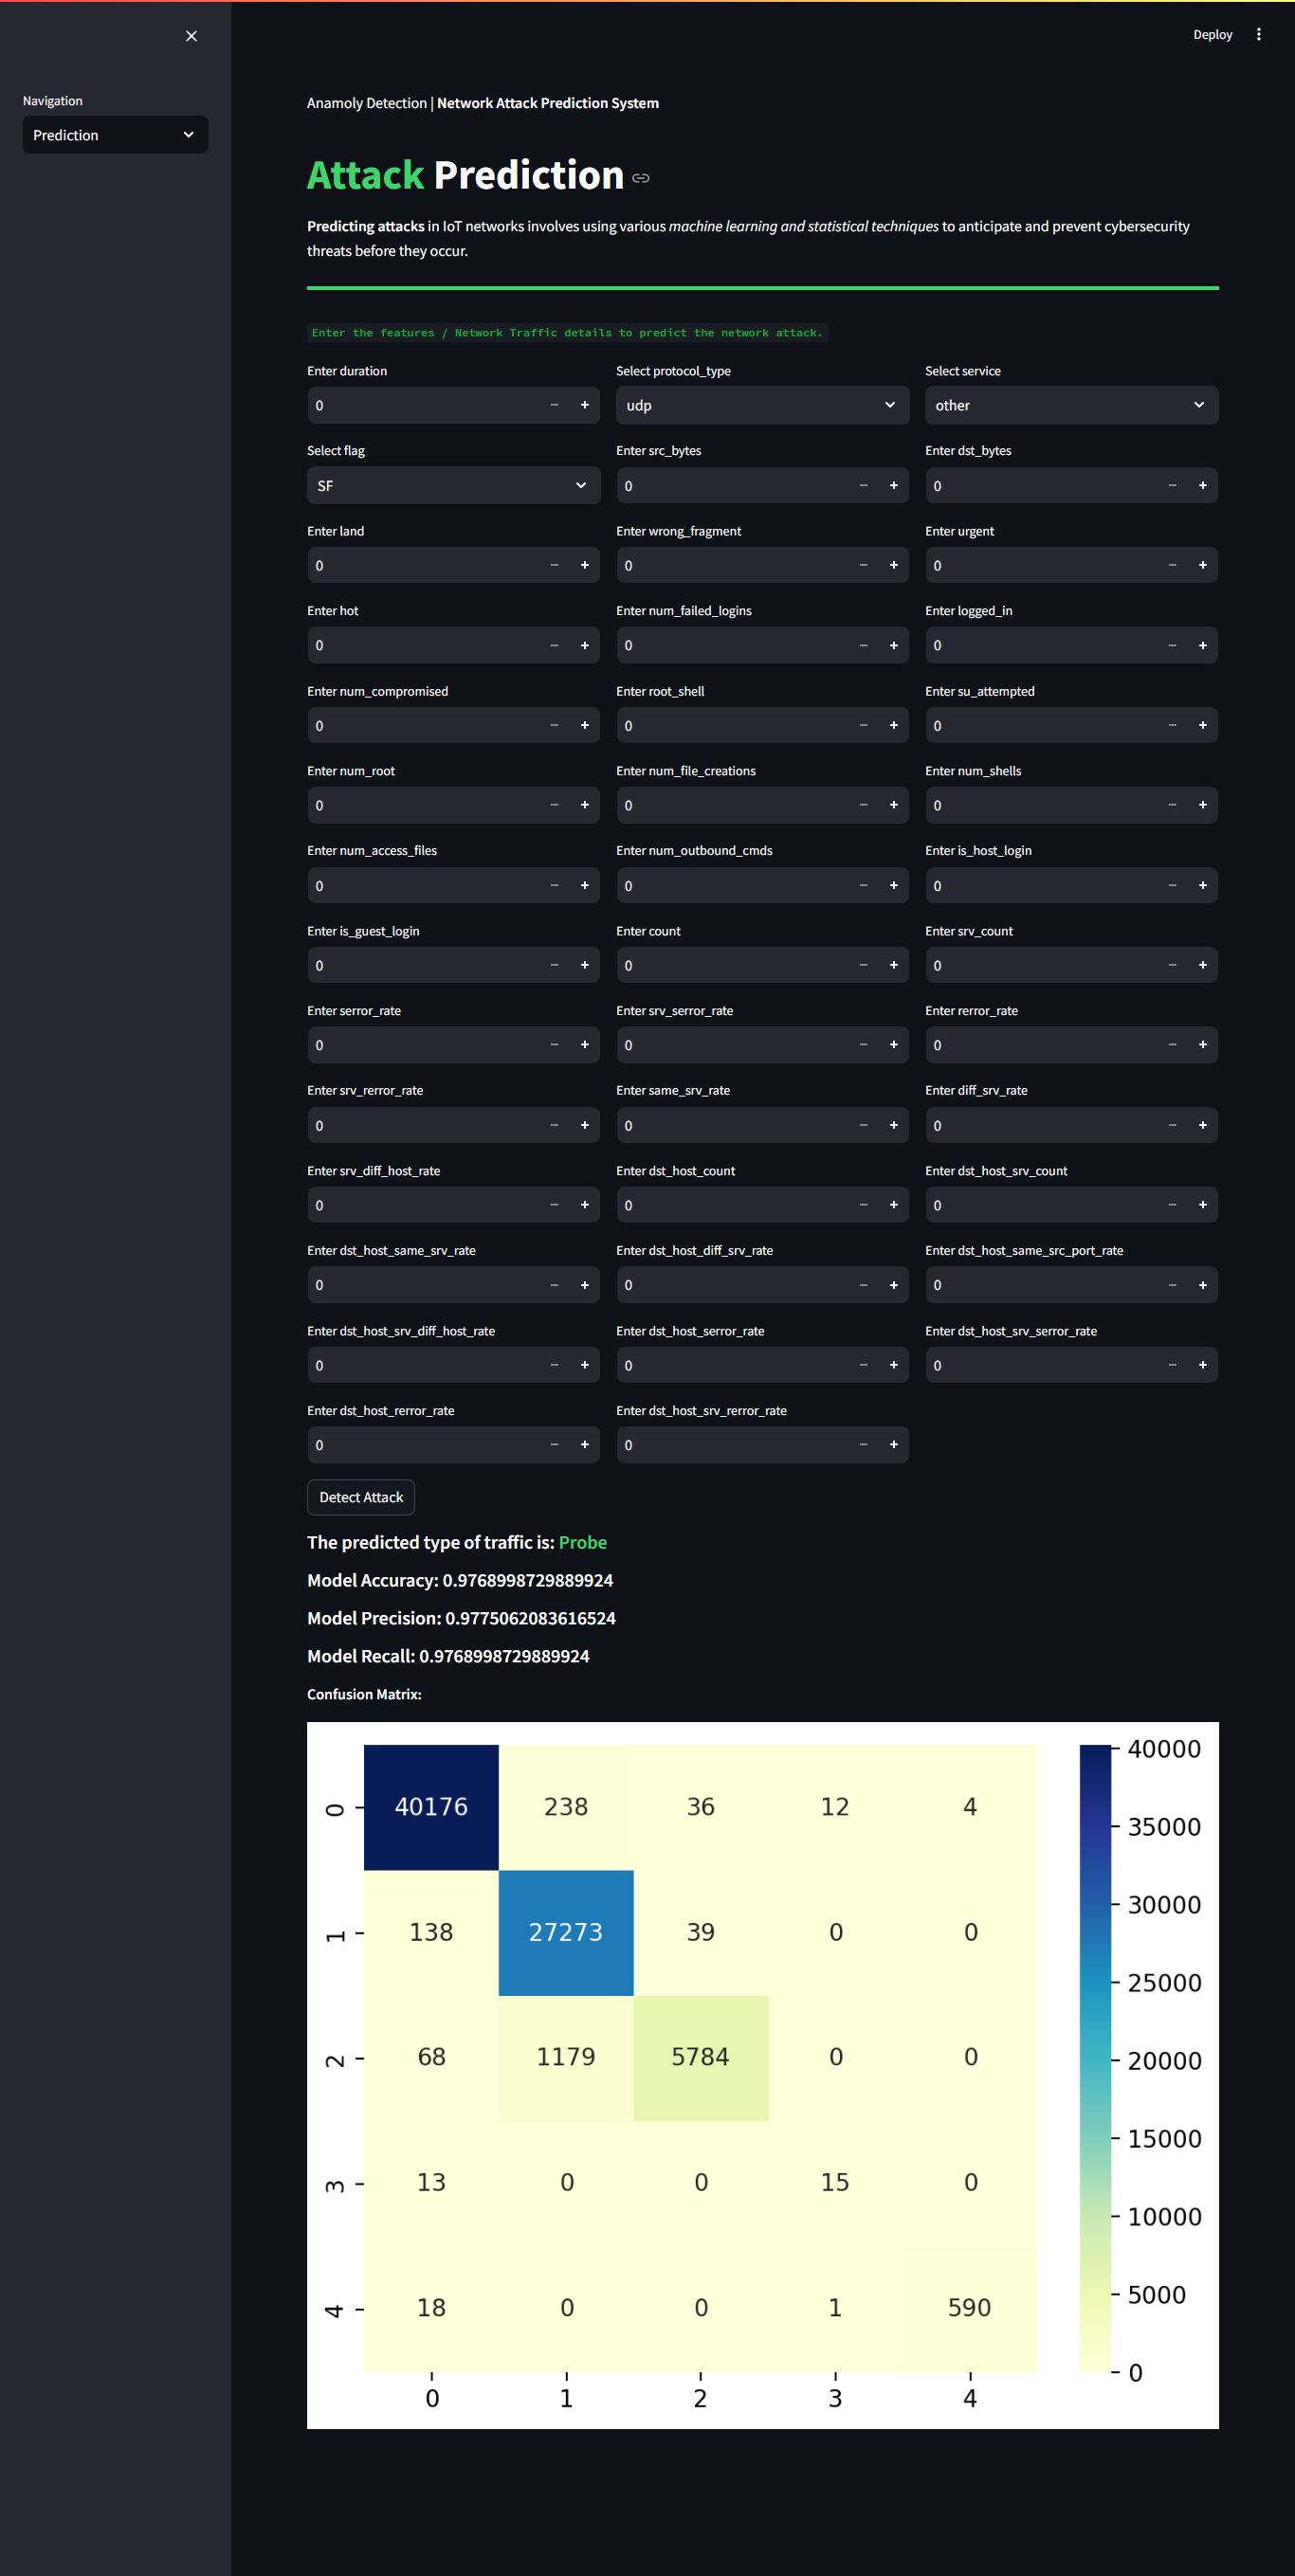 Deploy
Navigation
Prediction
Anamoly Detection | Network Attack Prediction System
Attack Prediction
Predicting attacks in IoT networks involves using various machine learning and statistical techniques to anticipate and prevent cybersecurity
threats before they occur.
Enter the features / Network Traffic details to predict the network attack.
Enter duration Select protocol_type Select service
0 udp other
Select flag Enter src_bytes Enter dst_bytes
SF 0 0
Enter land Enter wrong_fragment Enter urgent
0 0 0
Enter hot Enter num_failed_logins Enter logged_in
0 0 0
Enter num_compromised Enter root_shell Enter su_attempted
0 0 0
Enter num_root Enter num_file_creations Enter num_shells
0 0 0
Enter num_access_files Enter num_outbound_cmds Enter is_host_login
0 0 0
Enter is_guest_login Enter count Enter srv_count
0 0 0
Enter serror_rate Enter srv_serror_rate Enter rerror_rate
0 0 0
Enter srv_rerror_rate Enter same_srv_rate Enter diff_srv_rate
0 0 0
Enter srv_diff_host_rate Enter dst_host_count Enter dst_host_srv_count
0 0 0
Enter dst_host_same_srv_rate Enter dst_host_diff_srv_rate Enter dst_host_same_src_port_rate
0 0 0
Enter dst_host_srv_diff_host_rate Enter dst_host_serror_rate Enter dst_host_srv_serror_rate
0 0 0
Enter dst_host_rerror_rate Enter dst_host_srv_rerror_rate
0 0
Detect Attack
The predicted type of traffic is: Probe
Model Accuracy: 0.9768998729889924
Model Precision: 0.9775062083616524
Model Recall: 0.9768998729889924
Confusion Matrix:
0 40176 238 36 12 4
1 138 27273 39 0 0
2 68 1179 5784 0 0
3 13 0 0 15 0
4 18 0 0 1 590
0 1 2 3 4
40000
35000
30000
25000
20000
15000
10000
5000
0